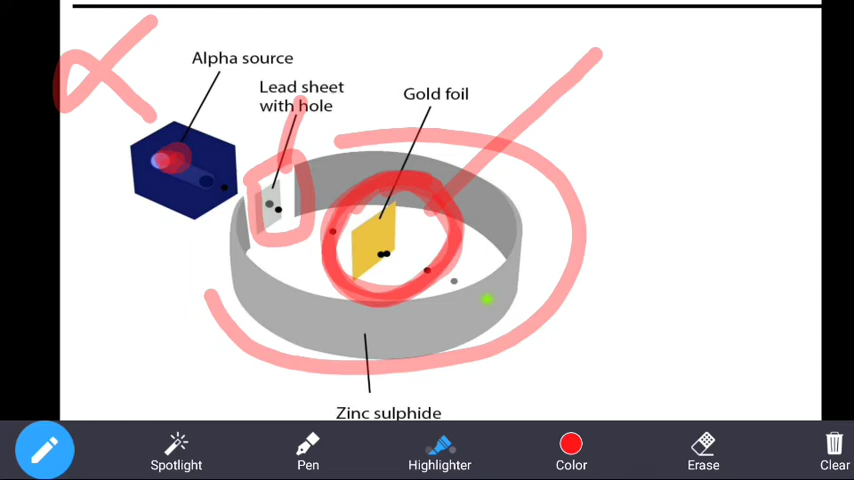 α
Alpha source
Lead sheet
with hole
Gold foil
Zinc sulphide
Spotlight
Pen
Highlighter
Color
Erase
Clear